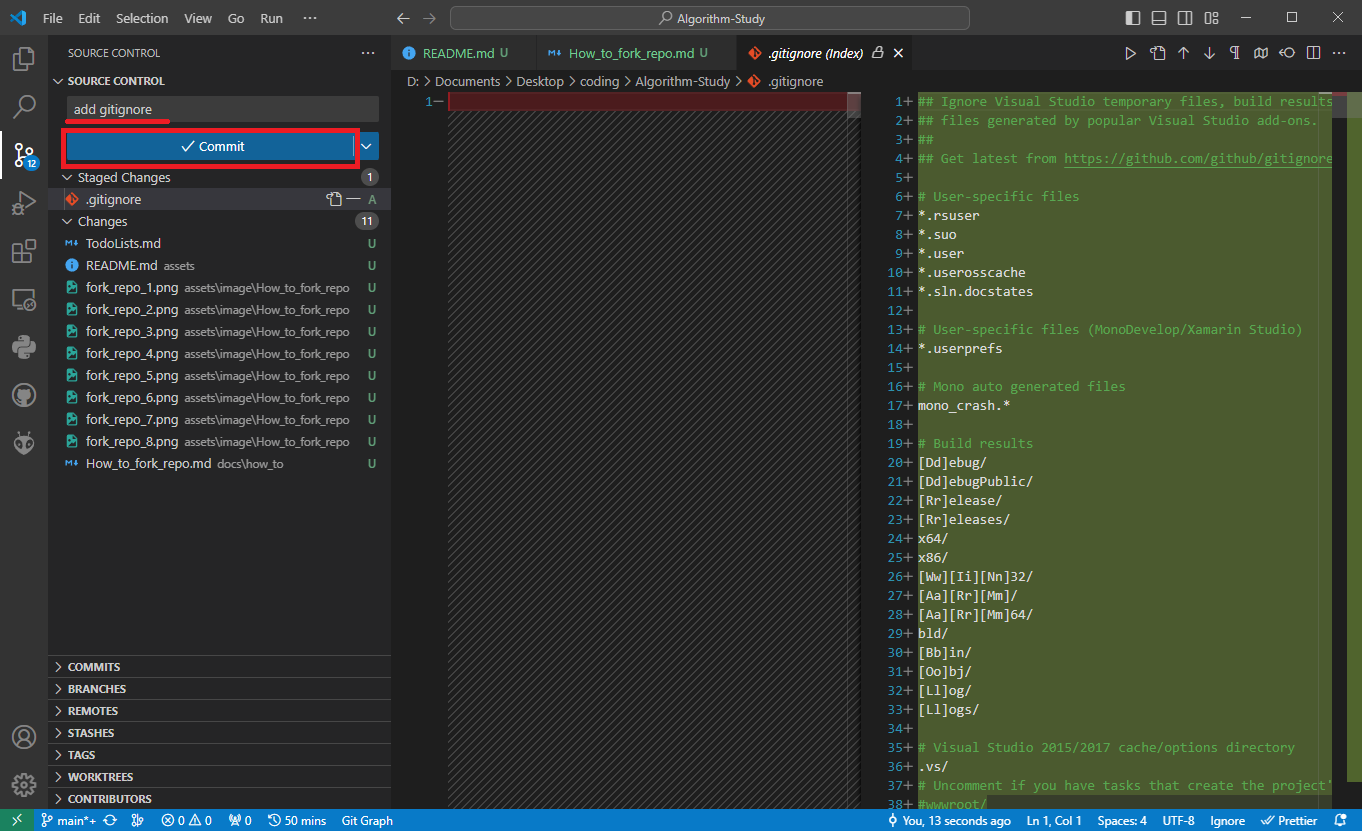 File Edit Selection View Go Run ···
Algorithm-Study
SOURCE CONTROL
SOURCE CONTROL
add gitignore
Commit
Staged Changes 1
.gitignore A
Changes 11
TodoLists.md U
README.md assets U
fork_repo_1.png assets\image\How_to_fork_repo U
fork_repo_2.png assets\image\How_to_fork_repo U
fork_repo_3.png assets\image\How_to_fork_repo U
fork_repo_4.png assets\image\How_to_fork_repo U
fork_repo_5.png assets\image\How_to_fork_repo U
fork_repo_6.png assets\image\How_to_fork_repo U
fork_repo_7.png assets\image\How_to_fork_repo U
fork_repo_8.png assets\image\How_to_fork_repo U
How_to_fork_repo.md docs\how_to U
COMMITS
BRANCHES
REMOTES
STASHES
TAGS
WORKTREES
CONTRIBUTORS
12
README.md U How_to_fork_repo.md U .gitignore (Index)
D: > Documents > Desktop > coding > Algorithm-Study > .gitignore
1−
1+ ## Ignore Visual Studio temporary files, build results
2+ ## files generated by popular Visual Studio add-ons.
3+ ##
4+ ## Get latest from https://github.com/github/gitignore
5+
6+ # User-specific files
7+ *.rsuser
8+ *.suo
9+ *.user
10+ *.userosscache
11+ *.sln.docstates
12+
13+ # User-specific files (MonoDevelop/Xamarin Studio)
14+ *.userprefs
15+
16+ # Mono auto generated files
17+ mono_crash.*
18+
19+ # Build results
20+ [Dd]ebug/
21+ [Dd]ebugPublic/
22+ [Rr]elease/
23+ [Rr]eleases/
24+ x64/
25+ x86/
26+ [Ww][Ii][Nn]32/
27+ [Aa][Rr][Mm]/
28+ [Aa][Rr][Mm]64/
29+ bld/
30+ [Bb]in/
31+ [Oo]bj/
32+ [Ll]og/
33+ [Ll]ogs/
34+
35+ # Visual Studio 2015/2017 cache/options directory
36+ .vs/
37+ # Uncomment if you have tasks that create the project'
38+ #wwwroot/
main*+ 0 0 0 50 mins Git Graph You, 13 seconds ago Ln 1, Col 1 Spaces: 4 UTF-8 Ignore Prettier